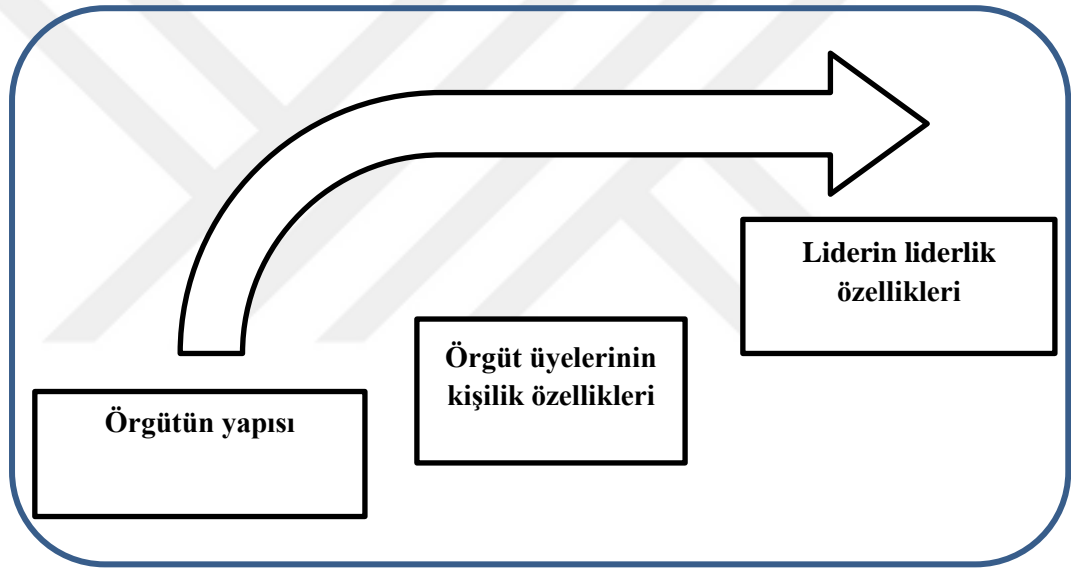 Liderin liderlik
özellikleri
Örgüt üyelerinin
kişilik özellikleri
Örgütün yapısı